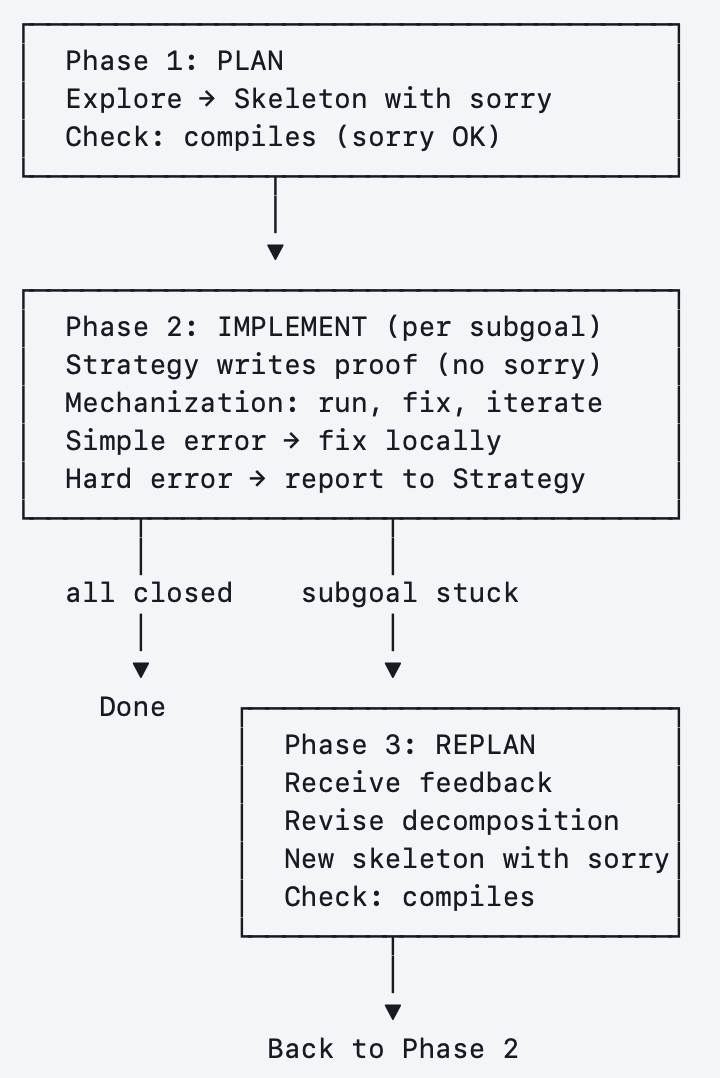 Phase 1: PLAN
Explore → Skeleton with sorry
Check: compiles (sorry OK)
Phase 2: IMPLEMENT (per subgoal)
Strategy writes proof (no sorry)
Mechanization: run, fix, iterate
Simple error → fix locally
Hard error → report to Strategy
all closed
subgoal stuck
Done
Phase 3: REPLAN
Receive feedback
Revise decomposition
New skeleton with sorry
Check: compiles
Back to Phase 2